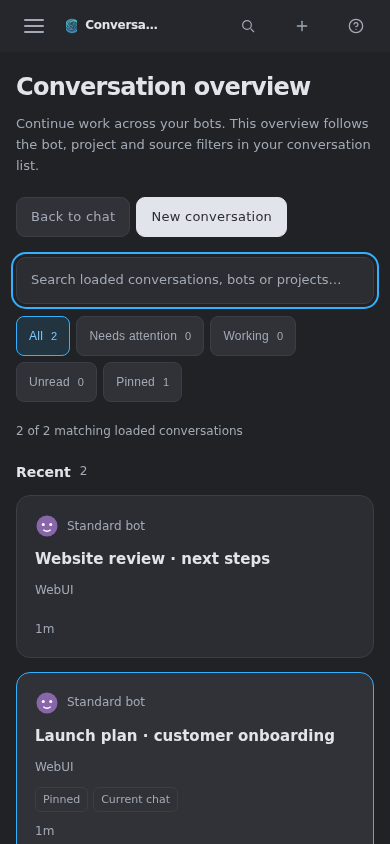 Conversa...
Conversation overview
Continue work across your bots. This overview follows
the bot, project and source filters in your conversation
list.
Back to chat
New conversation
Search loaded conversations, bots or projects...
All 2
Needs attention 0
Working 0
Unread 0
Pinned 1
2 of 2 matching loaded conversations
Recent 2
Standard bot
Website review · next steps
WebUI
1m
Standard bot
Launch plan · customer onboarding
WebUI
Pinned
Current chat
1m